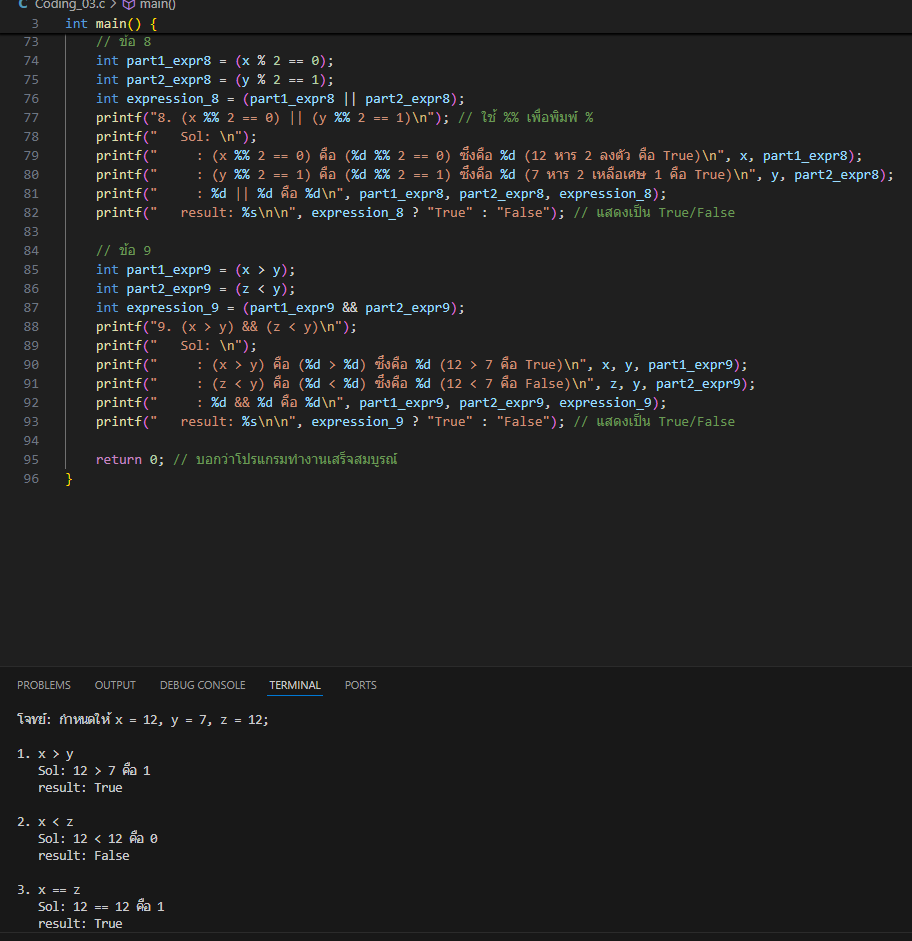 C Coding_03.c > main()
3 int main() {
73 // ข้อ 8
74 int part1_expr8 = (x % 2 == 0);
75 int part2_expr8 = (y % 2 == 1);
76 int expression_8 = (part1_expr8 || part2_expr8);
77 printf("8. (x %% 2 == 0) || (y %% 2 == 1)\n"); // ใช้ %% เพื่อพิมพ์ %
78 printf("   Sol: \n");
79 printf("     : (x %% 2 == 0) คือ (%d %% 2 == 0) ซึ่งคือ %d (12 หาร 2 ลงตัว คือ True)\n", x, part1_expr8);
80 printf("     : (y %% 2 == 1) คือ (%d %% 2 == 1) ซึ่งคือ %d (7 หาร 2 เหลือเศษ 1 คือ True)\n", y, part2_expr8);
81 printf("     : %d || %d คือ %d\n", part1_expr8, part2_expr8, expression_8);
82 printf("   result: %s\n\n", expression_8 ? "True" : "False"); // แสดงเป็น True/False
83
84 // ข้อ 9
85 int part1_expr9 = (x > y);
86 int part2_expr9 = (z < y);
87 int expression_9 = (part1_expr9 && part2_expr9);
88 printf("9. (x > y) && (z < y)\n");
89 printf("   Sol: \n");
90 printf("     : (x > y) คือ (%d > %d) ซึ่งคือ %d (12 > 7 คือ True)\n", x, y, part1_expr9);
91 printf("     : (z < y) คือ (%d < %d) ซึ่งคือ %d (12 < 7 คือ False)\n", z, y, part2_expr9);
92 printf("     : %d && %d คือ %d\n", part1_expr9, part2_expr9, expression_9);
93 printf("   result: %s\n\n", expression_9 ? "True" : "False"); // แสดงเป็น True/False
94
95 return 0; // บอกว่าโปรแกรมทำงานเสร็จสมบูรณ์
96 }
PROBLEMS OUTPUT DEBUG CONSOLE TERMINAL PORTS
โจทย์: กำหนดให้ x = 12, y = 7, z = 12;
1. x > y
Sol: 12 > 7 คือ 1
result: True
2. x < z
Sol: 12 < 12 คือ 0
result: False
3. x == z
Sol: 12 == 12 คือ 1
result: True